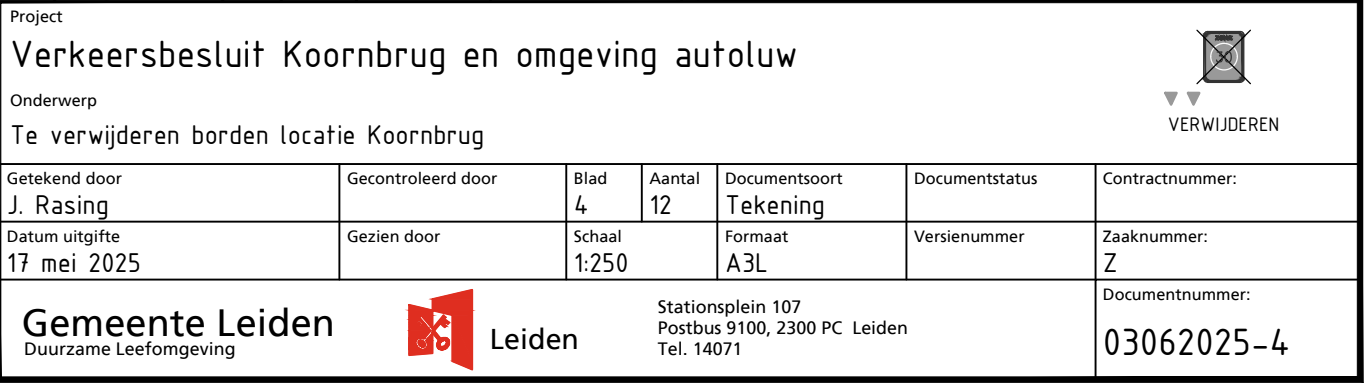 Project
Verkeersbesluit Koornbrug en omgeving autoluw
Onderwerp
Te verwijderen borden locatie Koornbrug
30
VERWIJDEREN
Getekend door
J. Rasing
Gecontroleerd door
Blad
4
Aantal
12
Documentsoort
Tekening
Documentstatus
Contractnummer:
Datum uitgifte
17 mei 2025
Gezien door
Schaal
1:250
Formaat
A3L
Versienummer
Zaaknummer:
Z
Gemeente Leiden
Duurzame Leefomgeving
Leiden
Stationsplein 107
Postbus 9100, 2300 PC Leiden
Tel. 14071
Documentnummer:
03062025-4